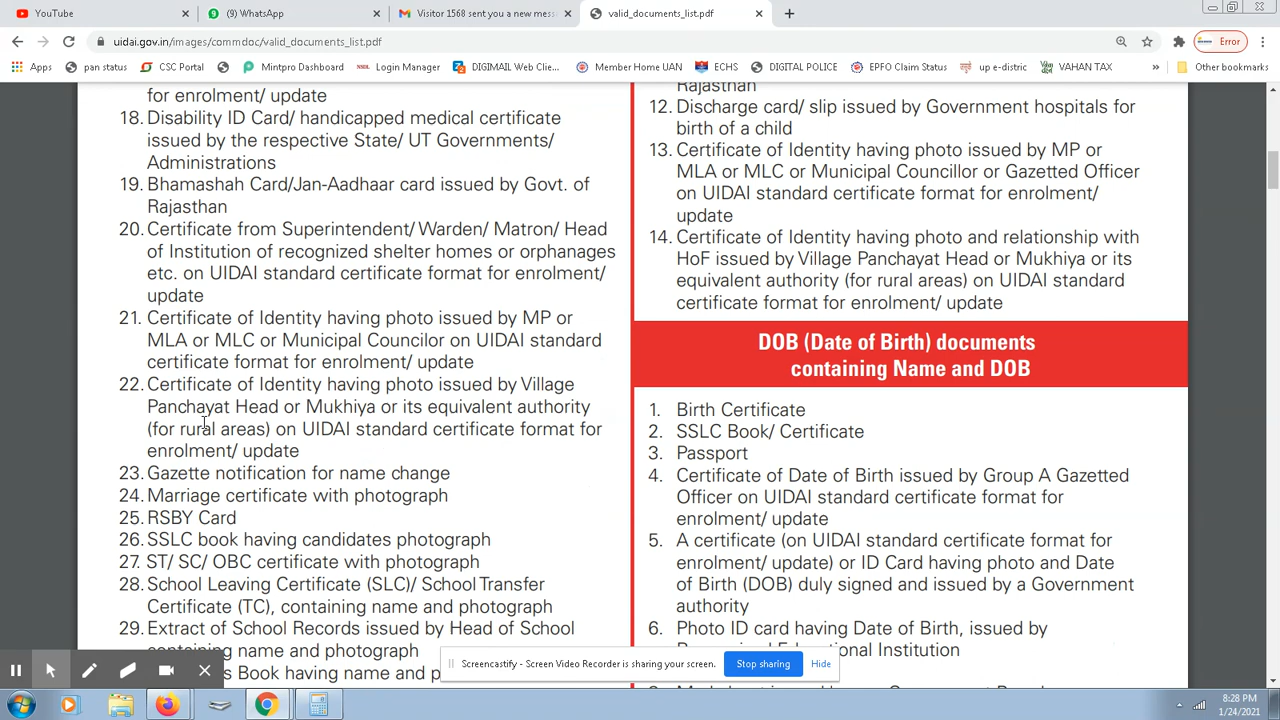 YouTube
(9) WhatsApp
Visitor 1568 sent you a new mess
valid_documents_list.pdf
uidai.gov.in/images/commdoc/valid_documents_list.pdf
Error
Apps
pan status
CSC Portal
Mintpro Dashboard
NSDL
Login Manager
DIGIMAIL Web Clie...
Member Home UAN
ECHS
DIGITAL POLICE
EPFO Claim Status
up e-distric
VAHAN TAX
»
Other bookmarks
for enrolment/ update
18. Disability ID Card/ handicapped medical certificate
issued by the respective State/ UT Governments/
Administrations
19. Bhamashah Card/Jan-Aadhaar card issued by Govt. of
Rajasthan
20. Certificate from Superintendent/ Warden/ Matron/ Head
of Institution of recognized shelter homes or orphanages
etc. on UIDAI standard certificate format for enrolment/
update
21. Certificate of Identity having photo issued by MP or
MLA or MLC or Municipal Councilor on UIDAI standard
certificate format for enrolment/ update
22. Certificate of Identity having photo issued by Village
Panchayat Head or Mukhiya or its equivalent authority
(for rural areas) on UIDAI standard certificate format for
enrolment/ update
23. Gazette notification for name change
24. Marriage certificate with photograph
25. RSBY Card
26. SSLC book having candidates photograph
27. ST/ SC/ OBC certificate with photograph
28. School Leaving Certificate (SLC)/ School Transfer
Certificate (TC), containing name and photograph
29. Extract of School Records issued by Head of School
containing name and photograph
s Book having name and p
Rajasthan
12. Discharge card/ slip issued by Government hospitals for
birth of a child
13. Certificate of Identity having photo issued by MP or
MLA or MLC or Municipal Councillor or Gazetted Officer
on UIDAI standard certificate format for enrolment/
update
14. Certificate of Identity having photo and relationship with
HoF issued by Village Panchayat Head or Mukhiya or its
equivalent authority (for rural areas) on UIDAI standard
certificate format for enrolment/ update
DOB (Date of Birth) documents
containing Name and DOB
1. Birth Certificate
2. SSLC Book/ Certificate
3. Passport
4. Certificate of Date of Birth issued by Group A Gazetted
Officer on UIDAI standard certificate format for
enrolment/ update
5. A certificate (on UIDAI standard certificate format for
enrolment/ update) or ID Card having photo and Date
of Birth (DOB) duly signed and issued by a Government
authority
6. Photo ID card having Date of Birth, issued by
Institution
Screencastify - Screen Video Recorder is sharing your screen.
Stop sharing
Hide
8:28 PM
1/24/2021